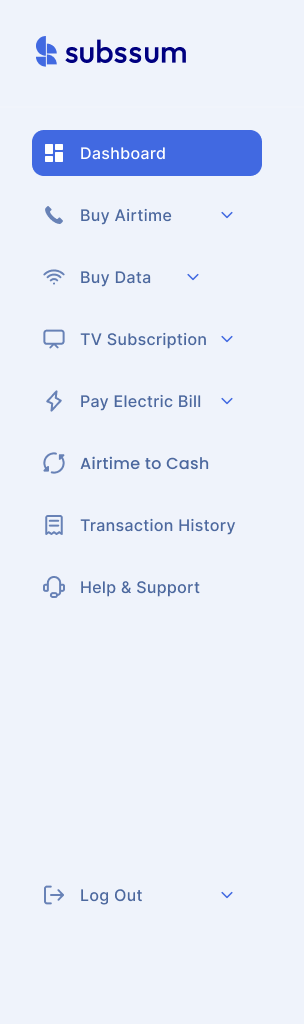 subssum
Dashboard
Buy Airtime
Buy Data
TV Subscription
Pay Electric Bill
Airtime to Cash
Transaction History
Help & Support
Log Out